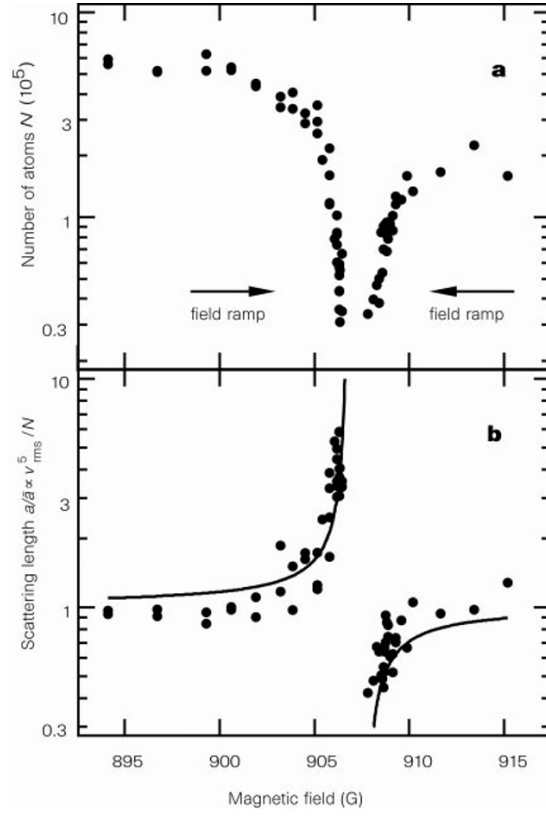 10
3
1
0.3
Number of atoms N (10⁵)
a
field ramp
field ramp
10
3
1
0.3
Scattering length a/ã ∝ v⁵rms/N
b
895
900
905
910
915
Magnetic field (G)